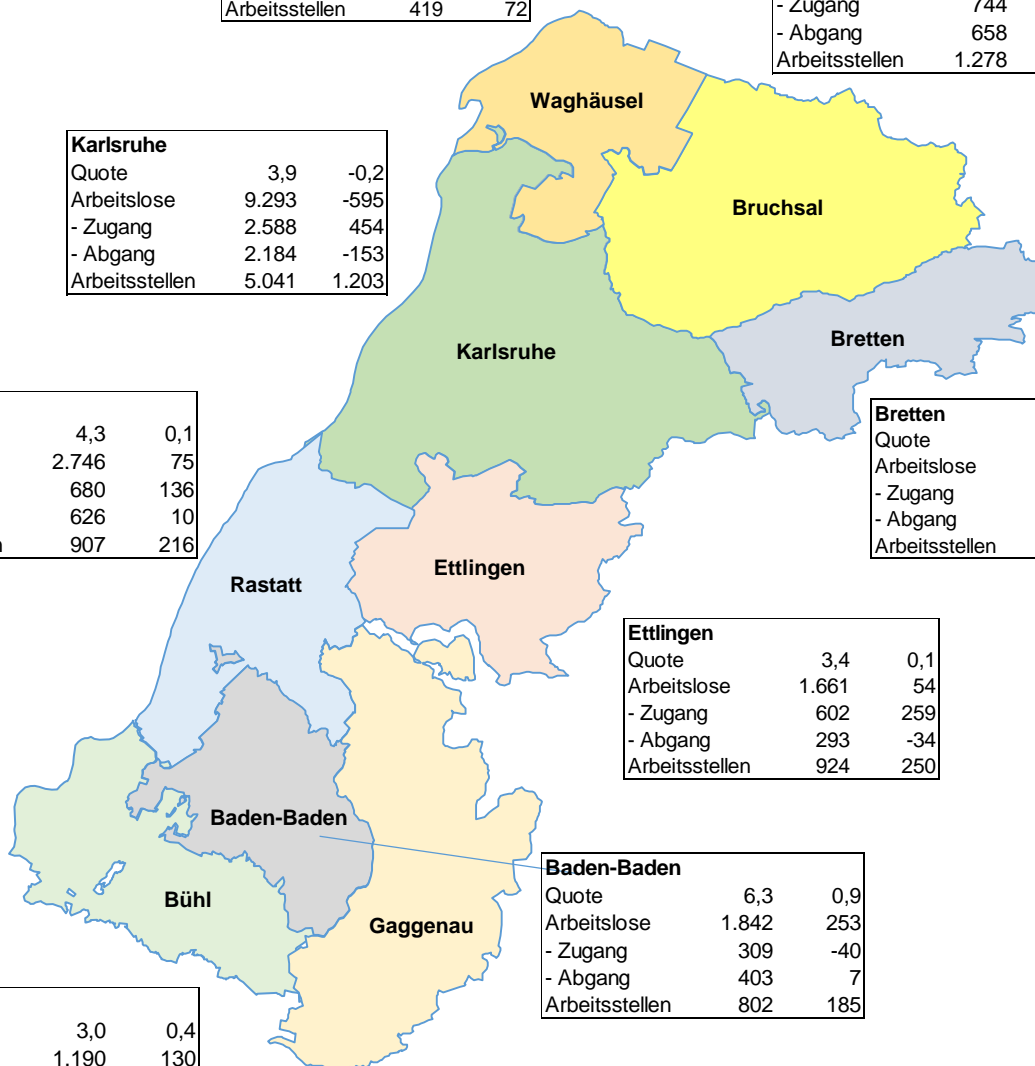 Arbeitsstellen 419 72
- Zugang 744
- Abgang 658
Arbeitsstellen 1.278
Waghäusel
Karlsruhe
Quote 3,9 -0,2
Arbeitslose 9.293 -595
- Zugang 2.588 454
- Abgang 2.184 -153
Arbeitsstellen 5.041 1.203
Bruchsal
Bretten
Karlsruhe
4,3 0,1
2.746 75
680 136
626 10
n 907 216
Bretten
Quote
Arbeitslose
- Zugang
- Abgang
Arbeitsstellen
Ettlingen
Rastatt
Ettlingen
Quote 3,4 0,1
Arbeitslose 1.661 54
- Zugang 602 259
- Abgang 293 -34
Arbeitsstellen 924 250
Baden-Baden
Baden-Baden
Quote 6,3 0,9
Arbeitslose 1.842 253
- Zugang 309 -40
- Abgang 403 7
Arbeitsstellen 802 185
Bühl
Gaggenau
3,0 0,4
1.190 130